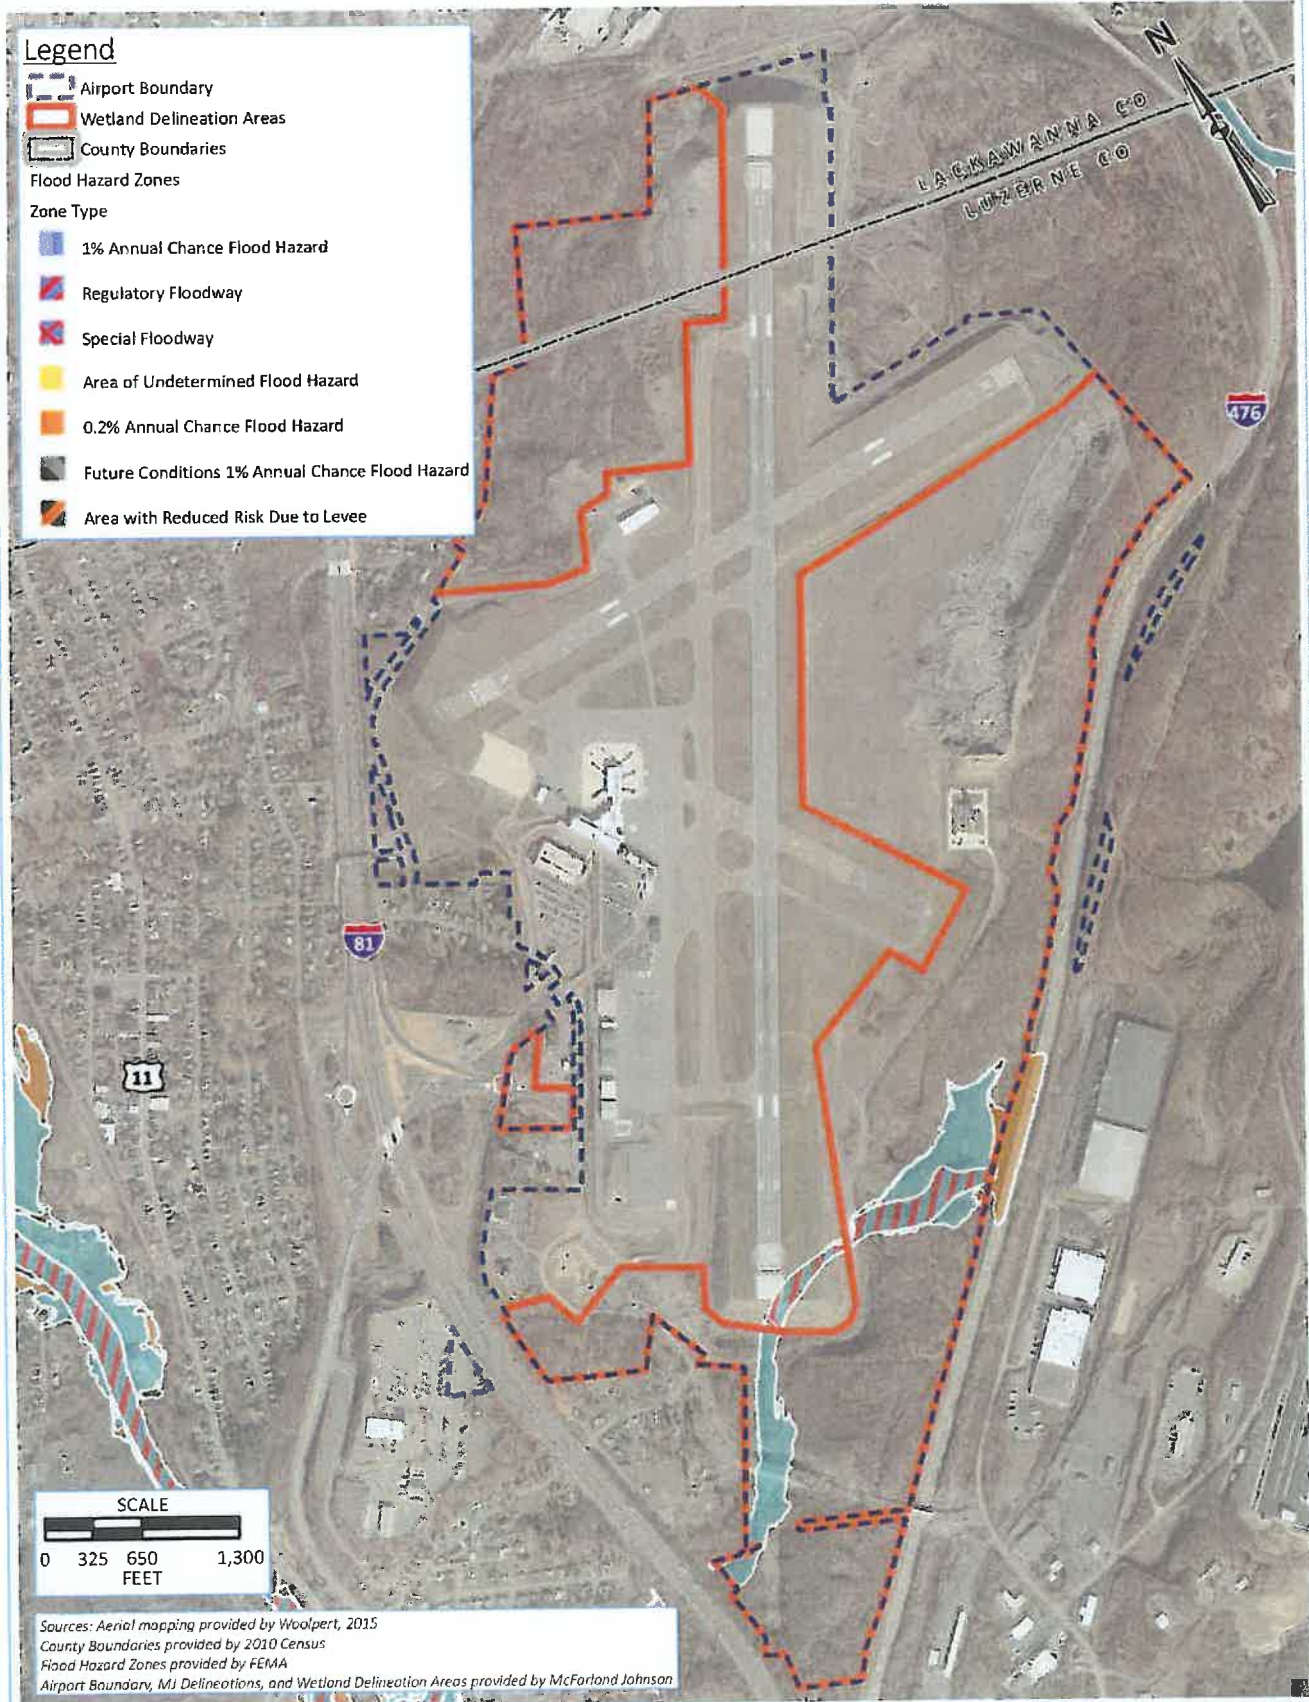 Legend
Airport Boundary
Wetland Delineation Areas
County Boundaries
Flood Hazard Zones
Zone Type
1% Annual Chance Flood Hazard
Regulatory Floodway
Special Floodway
Area of Undetermined Flood Hazard
0.2% Annual Chance Flood Hazard
Future Conditions 1% Annual Chance Flood Hazard
Area with Reduced Risk Due to Levee
N
LACKAWANNA CO
LUZERNE CO
476
81
11
SCALE
0 325 650 1,300
FEET
Sources: Aerial mapping provided by Woolpert, 2015
County Boundaries provided by 2010 Census
Flood Hazard Zones provided by FEMA
Airport Boundary, MJ Delineations, and Wetland Delineation Areas provided by McFarland Johnson